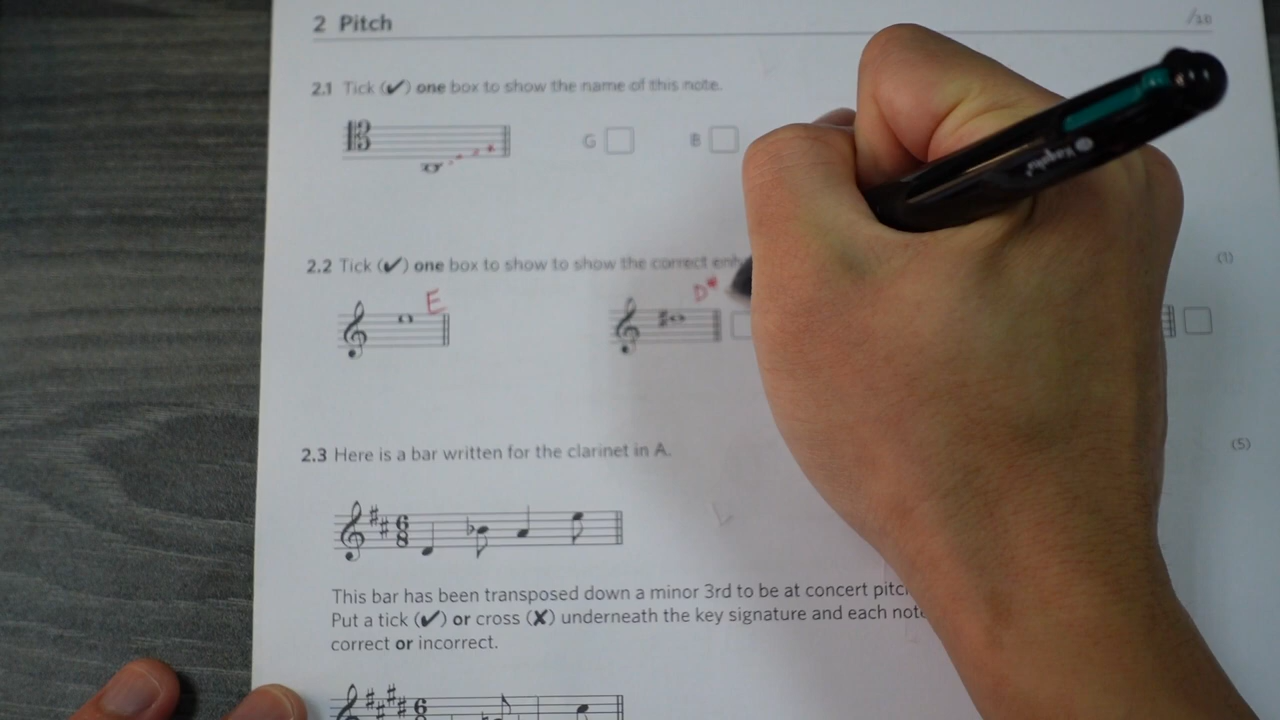 2 Pitch /10
2.1 Tick (✔) one box to show the name of this note.
G B
2.2 Tick (✔) one box to show to show the correct (1)
E D
2.3 Here is a bar written for the clarinet in A. (5)
6
8
This bar has been transposed down a minor 3rd to be at concert
Put a tick (✔) or cross (✘) underneath the key signature and each
correct or incorrect.
6